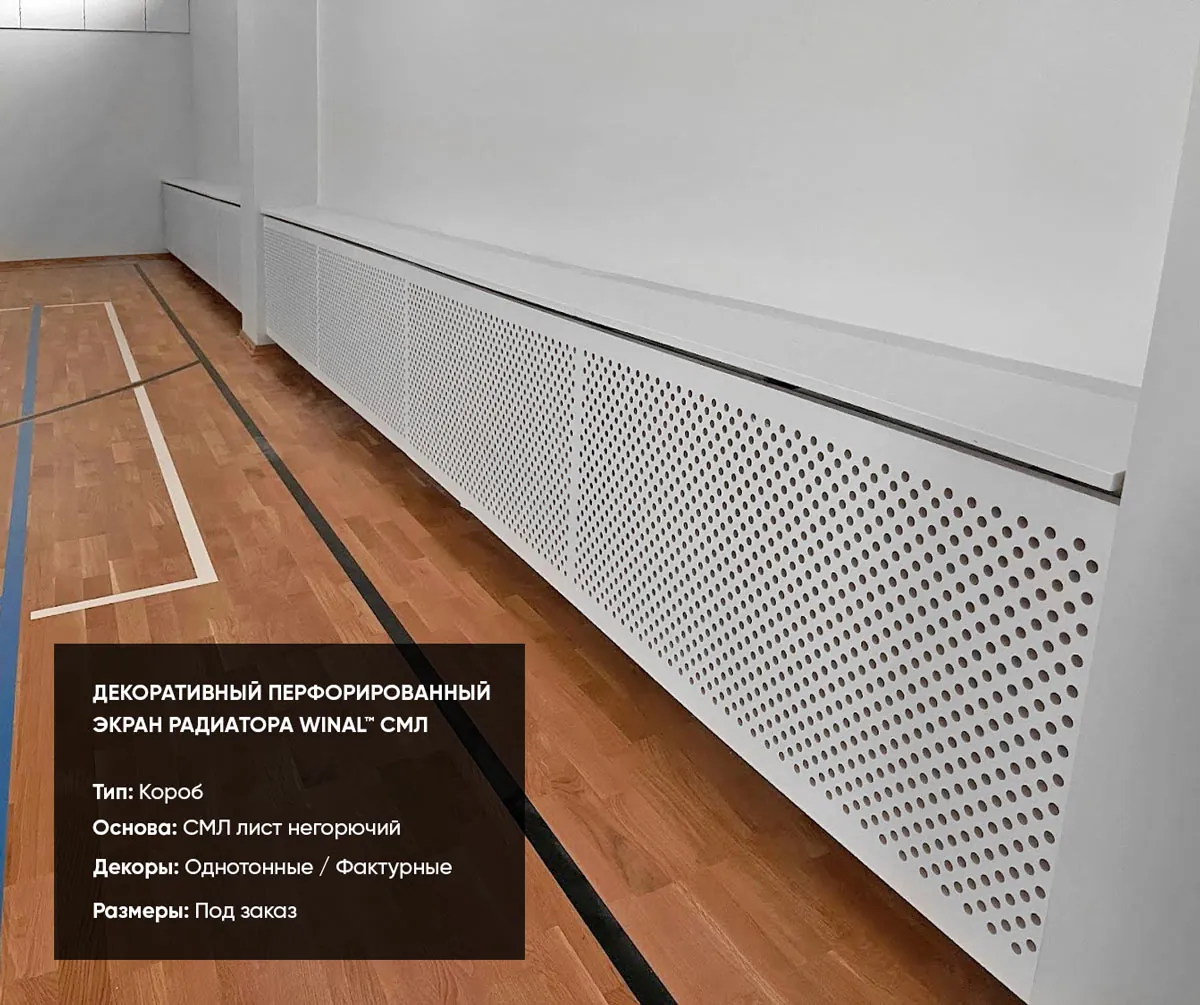 ДЕКОРАТИВНЫЙ ПЕРФОРИРОВАННЫЙ
ЭКРАН РАДИАТОРА WINAL™ СМЛ
Тип: Короб
Основа: СМЛ лист негорючий
Декоры: Однотонные / Фактурные
Размеры: Под заказ